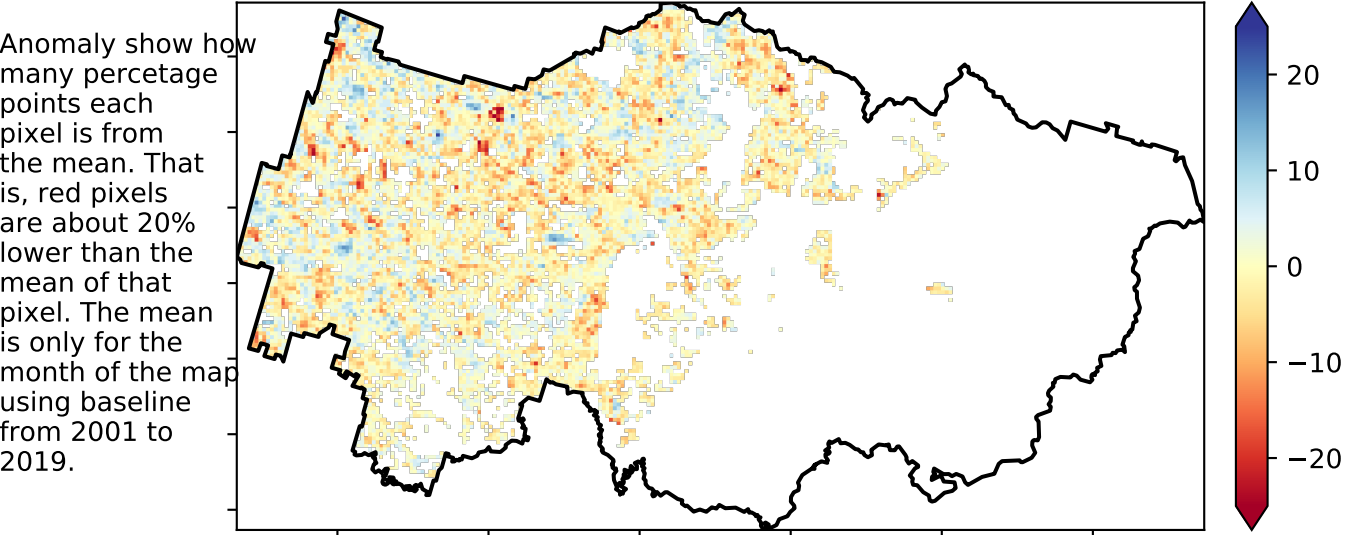 Anomaly show how
many percetage
points each
pixel is from
the mean. That
is, red pixels
are about 20%
lower than the
mean of that
pixel. The mean
is only for the
month of the map
using baseline
from 2001 to
2019.
20
10
0
−10
−20